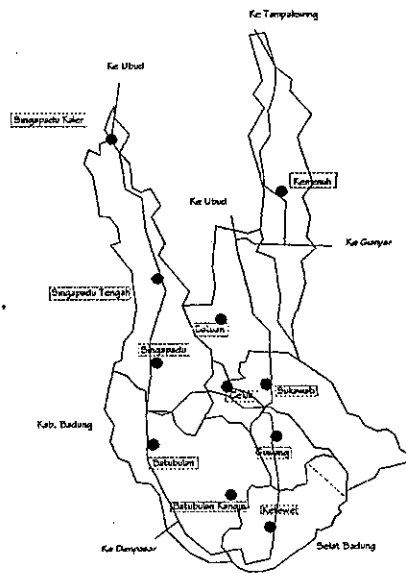 Ke Tampaksiring
Ke Ubud
Singapadu Kaler
Kemenuh
Ke Ubud
Ke Gianyar
Singapadu Tengah
Singapadu
Celuk
Sukawati
Kab. Badung
Guwang
Batubulan
Batubulan Kangin
Ketewel
Ke Denpasar
Selat Badung